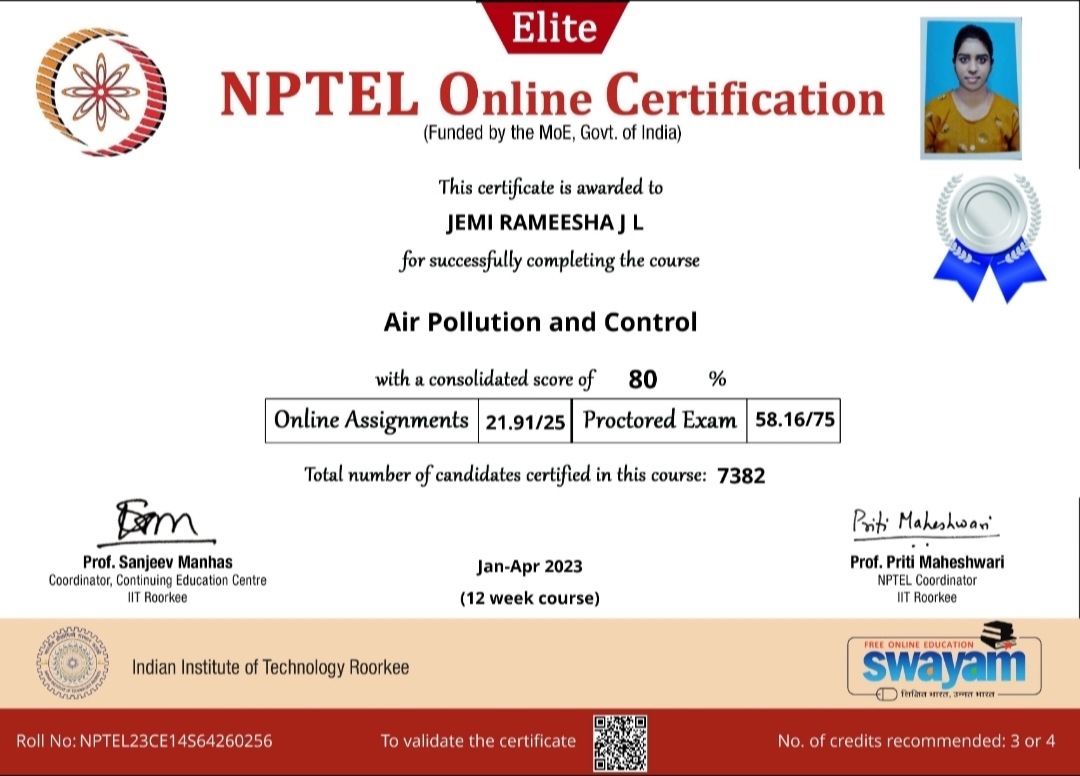 Elite
NPTEL Online Certification
(Funded by the MoE, Govt. of India)
This certificate is awarded to
JEMI RAMEESHA J L
for successfully completing the course
Air Pollution and Control
with a consolidated score of 80 %
Online Assignments 21.91/25 Proctored Exam 58.16/75
Total number of candidates certified in this course: 7382
Priti Maheshwari
Prof. Sanjeev Manhas
Coordinator, Continuing Education Centre
IIT Roorkee
Jan-Apr 2023
(12 week course)
Prof. Priti Maheshwari
NPTEL Coordinator
IIT Roorkee
Indian Institute of Technology Roorkee
FREE ONLINE EDUCATION
swayam
शिक्षित भारत, उन्नत भारत
Roll No: NPTEL23CE14S64260256
To validate the certificate
No. of credits recommended: 3 or 4